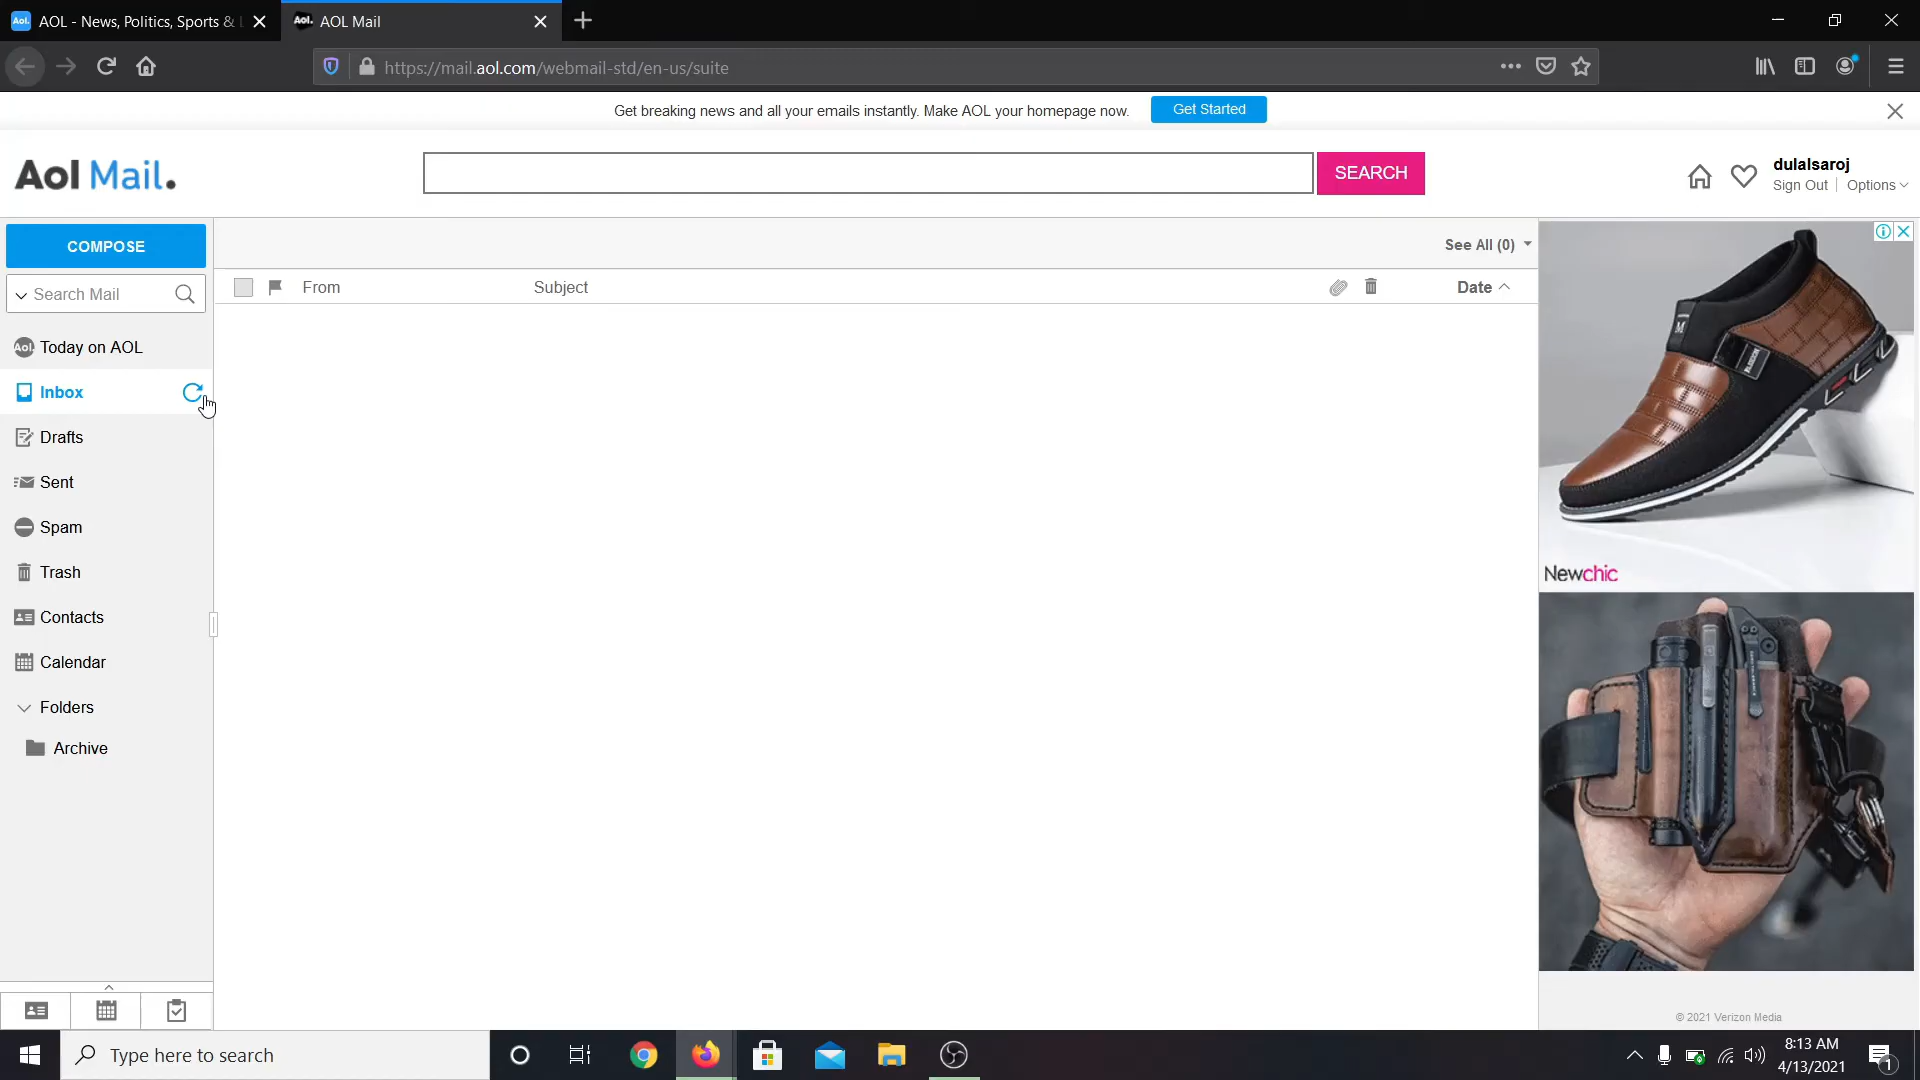 AOL - News, Politics, Sports &
AOL Mail
https://mail.aol.com/webmail-std/en-us/suite
Get breaking news and all your emails instantly. Make AOL your homepage now.
Get Started
Aol Mail.
SEARCH
dulalsaroj
Sign Out
Options
COMPOSE
See All (0)
Search Mail
From
Subject
Date
Aol. Today on AOL
Inbox
Drafts
Sent
Spam
Trash
Contacts
Calendar
Folders
Archive
M
Newchic
© 2021 Verizon Media
Type here to search
8:13 AM
4/13/2021
1